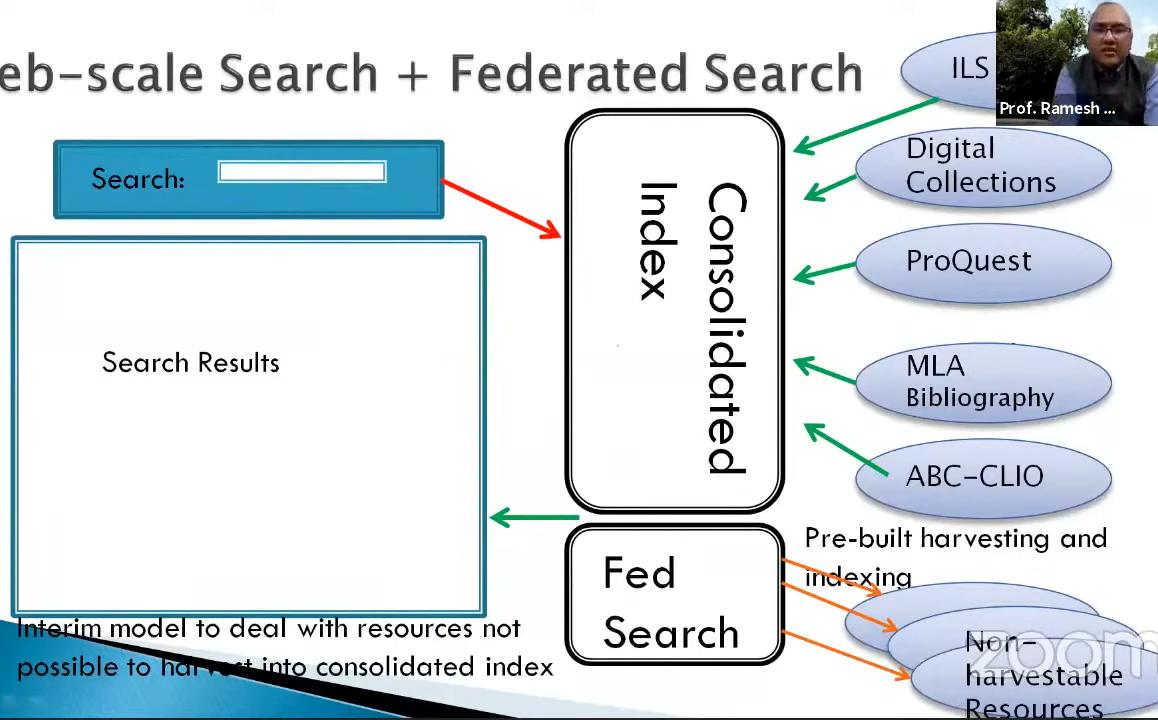 eb-scale Search + Federated Search
ILS
Prof. Ramesh ...
Search:
Digital
Collections
Consolidated
Index
ProQuest
Search Results
MLA
Bibliography
ABC-CLIO
Pre-built harvesting and
indexing
Fed
Search
Interim model to deal with resources not
possible to harvest into consolidated index
Non-
harvestable
Resources
zoom